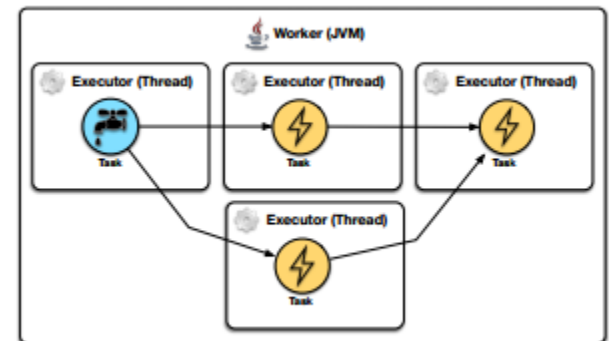 Worker (JVM)
Executor (Thread)
Executor (Thread)
Executor (Thread)
Task
Task
Task
Executor (Thread)
Task